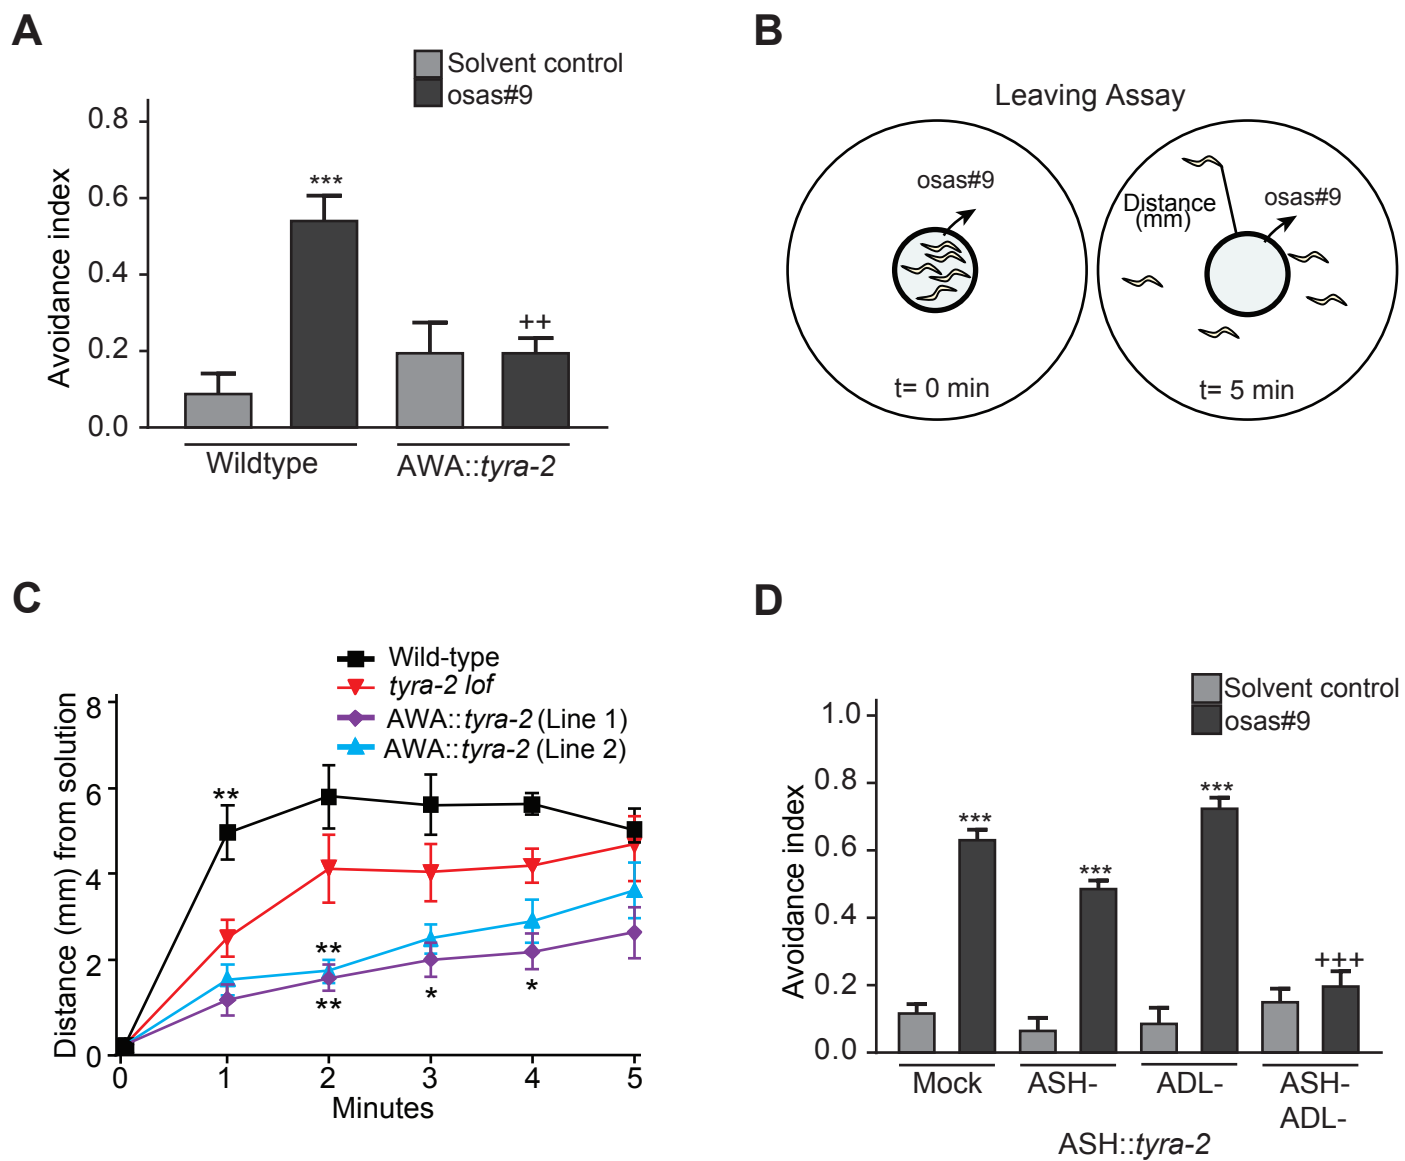 A
Solvent control
osas#9
Avoidance index
0.8
0.6
0.4
0.2
0.0
***
++
Wildtype
AWA::tyra-2
B
Leaving Assay
osas#9
t= 0 min
Distance
(mm)
osas#9
t= 5 min
C
Wild-type
tyra-2 lof
AWA::tyra-2 (Line 1)
AWA::tyra-2 (Line 2)
Distance (mm) from solution
8
6
4
2
0
**
**
**
*
*
0 1 2 3 4 5
Minutes
D
Solvent control
osas#9
Avoidance index
1.0
0.8
0.6
0.4
0.2
0.0
***
***
***
+++
Mock
ASH-
ADL-
ASH-
ADL-
ASH::tyra-2